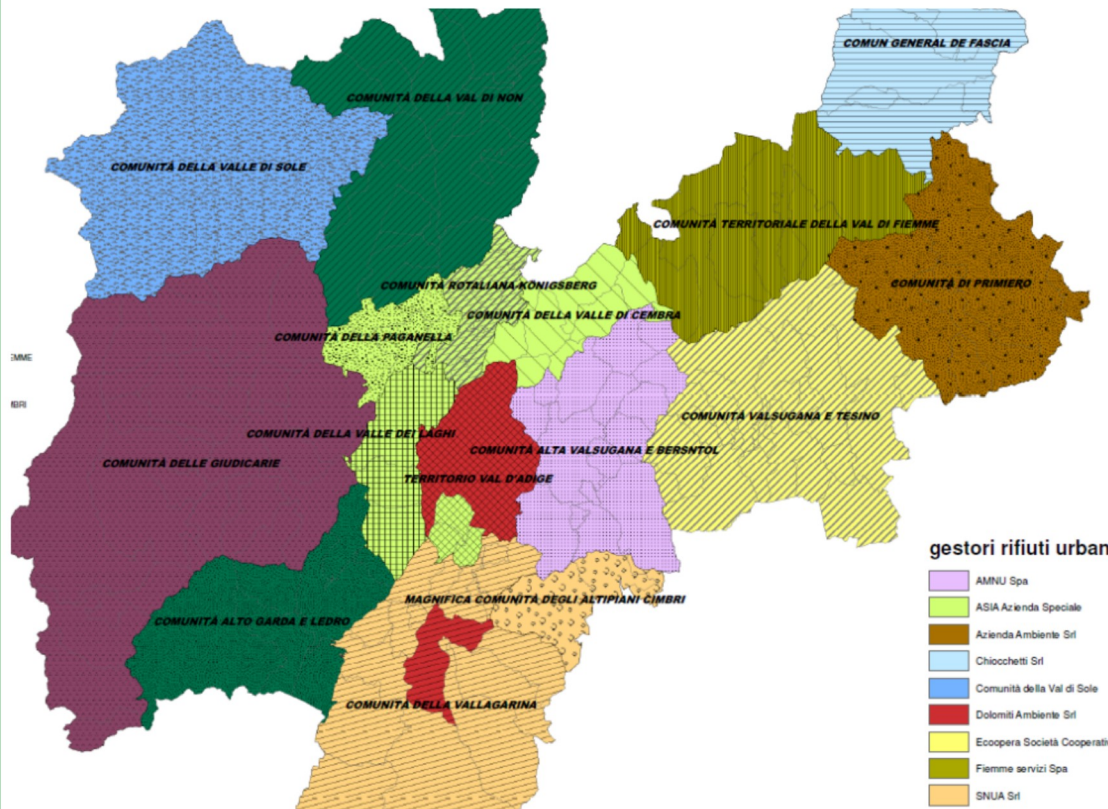 COMUN GENERAL DE FASCIA
COMUNITÀ DELLA VAL DI NON
COMUNITÀ DELLA VALLE DI SOLE
COMUNITÀ TERRITORIALE DELLA VAL DI FIEMME
COMUNITÀ ROTALIANA-KÖNIGSBERG
COMUNITÀ DI PRIMIERO
COMUNITÀ DELLA VALLE DI CEMBRA
COMUNITÀ DELLA PAGANELLA
EMME
MBRI
COMUNITÀ VALSUGANA E TESINO
COMUNITÀ DELLA VALLE DEI LAGHI
COMUNITÀ ALTA VALSUGANA E BERSNTOL
COMUNITÀ DELLE GIUDICARIE
TERRITORIO VAL D'ADIGE
MAGNIFICA COMUNITÀ DEGLI ALTIPIANI CIMBRI
COMUNITÀ ALTO GARDA E LEDRO
COMUNITÀ DELLA VALLAGARINA
gestori rifiuti urban
AMNU Spa
ASIA Azienda Speciale
Azienda Ambiente Srl
Chiocchetti Srl
Comunità della Val di Sole
Dolomiti Ambiente Srl
Ecoopera Società Cooperati
Fiemme servizi Spa
SNUA Srl